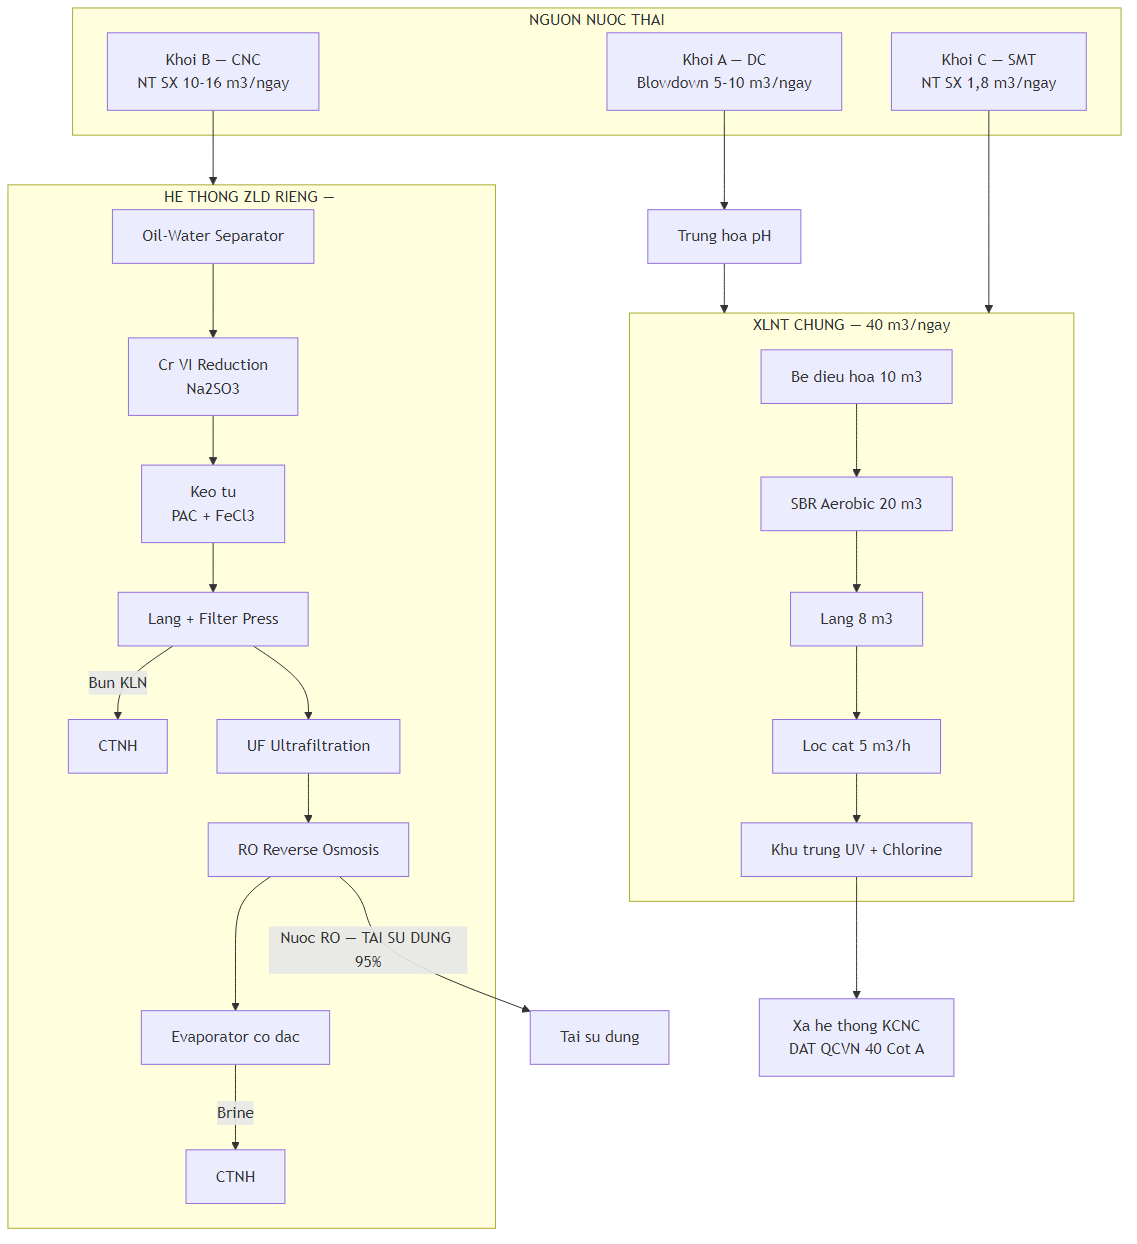 NGUON NUOC THAI
Khoi B — CNC
NT SX 10-16 m3/ngay
Khoi A — DC
Blowdown 5-10 m3/ngay
Khoi C — SMT
NT SX 1,8 m3/ngay
HE THONG ZLD RIENG —
Oil-Water Separator
Cr VI Reduction
Na2SO3
Keo tu
PAC + FeCl3
Lang + Filter Press
Bun KLN
CTNH
UF Ultrafiltration
RO Reverse Osmosis
Nuoc RO — TAI SU DUNG
95%
Evaporator co dac
Tai su dung
Brine
CTNH
Trung hoa pH
XLNT CHUNG — 40 m3/ngay
Be dieu hoa 10 m3
SBR Aerobic 20 m3
Lang 8 m3
Loc cat 5 m3/h
Khu trung UV + Chlorine
Xa he thong KCNC
DAT QCVN 40 Cot A